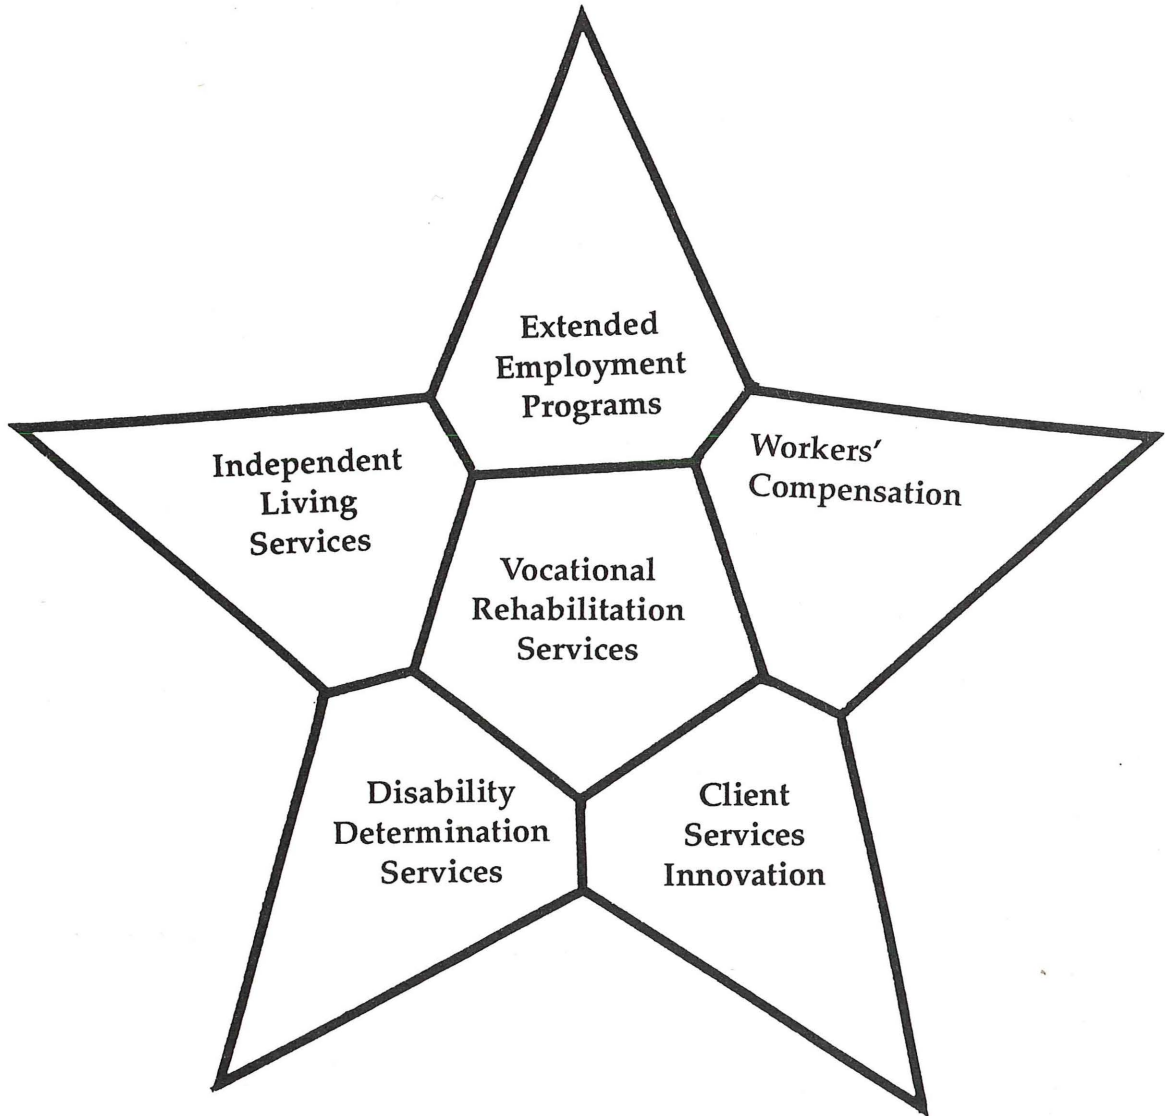 Extended
Employment
Programs
Independent
Living
Services
Workers'
Compensation
Vocational
Rehabilitation
Services
Disability
Determination
Services
Client
Services
Innovation